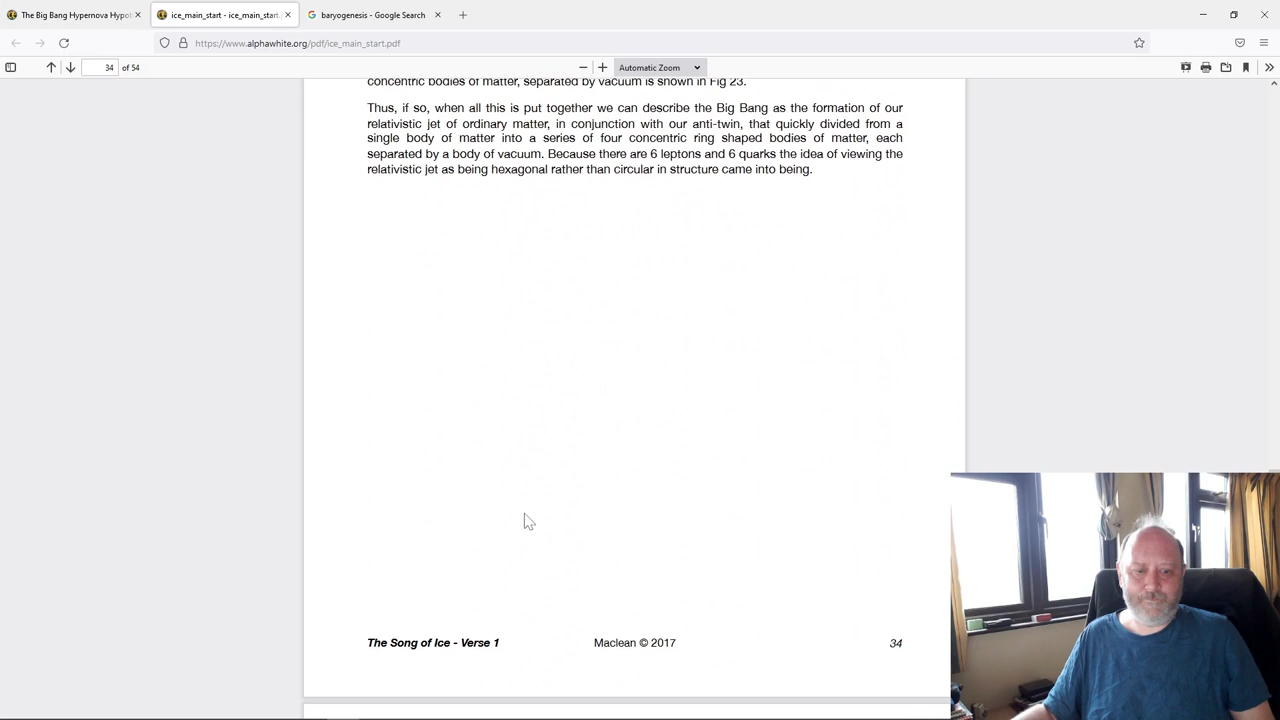 The Big Bang Hypernova Hypot
ice_main_start - ice_main_start.
baryogenesis - Google Search
https://www.alphawhite.org/pdf/ice_main_start.pdf
34 of 54
Automatic Zoom
concentric bodies of matter, separated by vacuum is shown in Fig 23.
Thus, if so, when all this is put together we can describe the Big Bang as the formation of our
relativistic jet of ordinary matter, in conjunction with our anti-twin, that quickly divided from a
single body of matter into a series of four concentric ring shaped bodies of matter, each
separated by a body of vacuum. Because there are 6 leptons and 6 quarks the idea of viewing the
relativistic jet as being hexagonal rather than circular in structure came into being.
The Song of Ice - Verse 1 Maclean © 2017 34